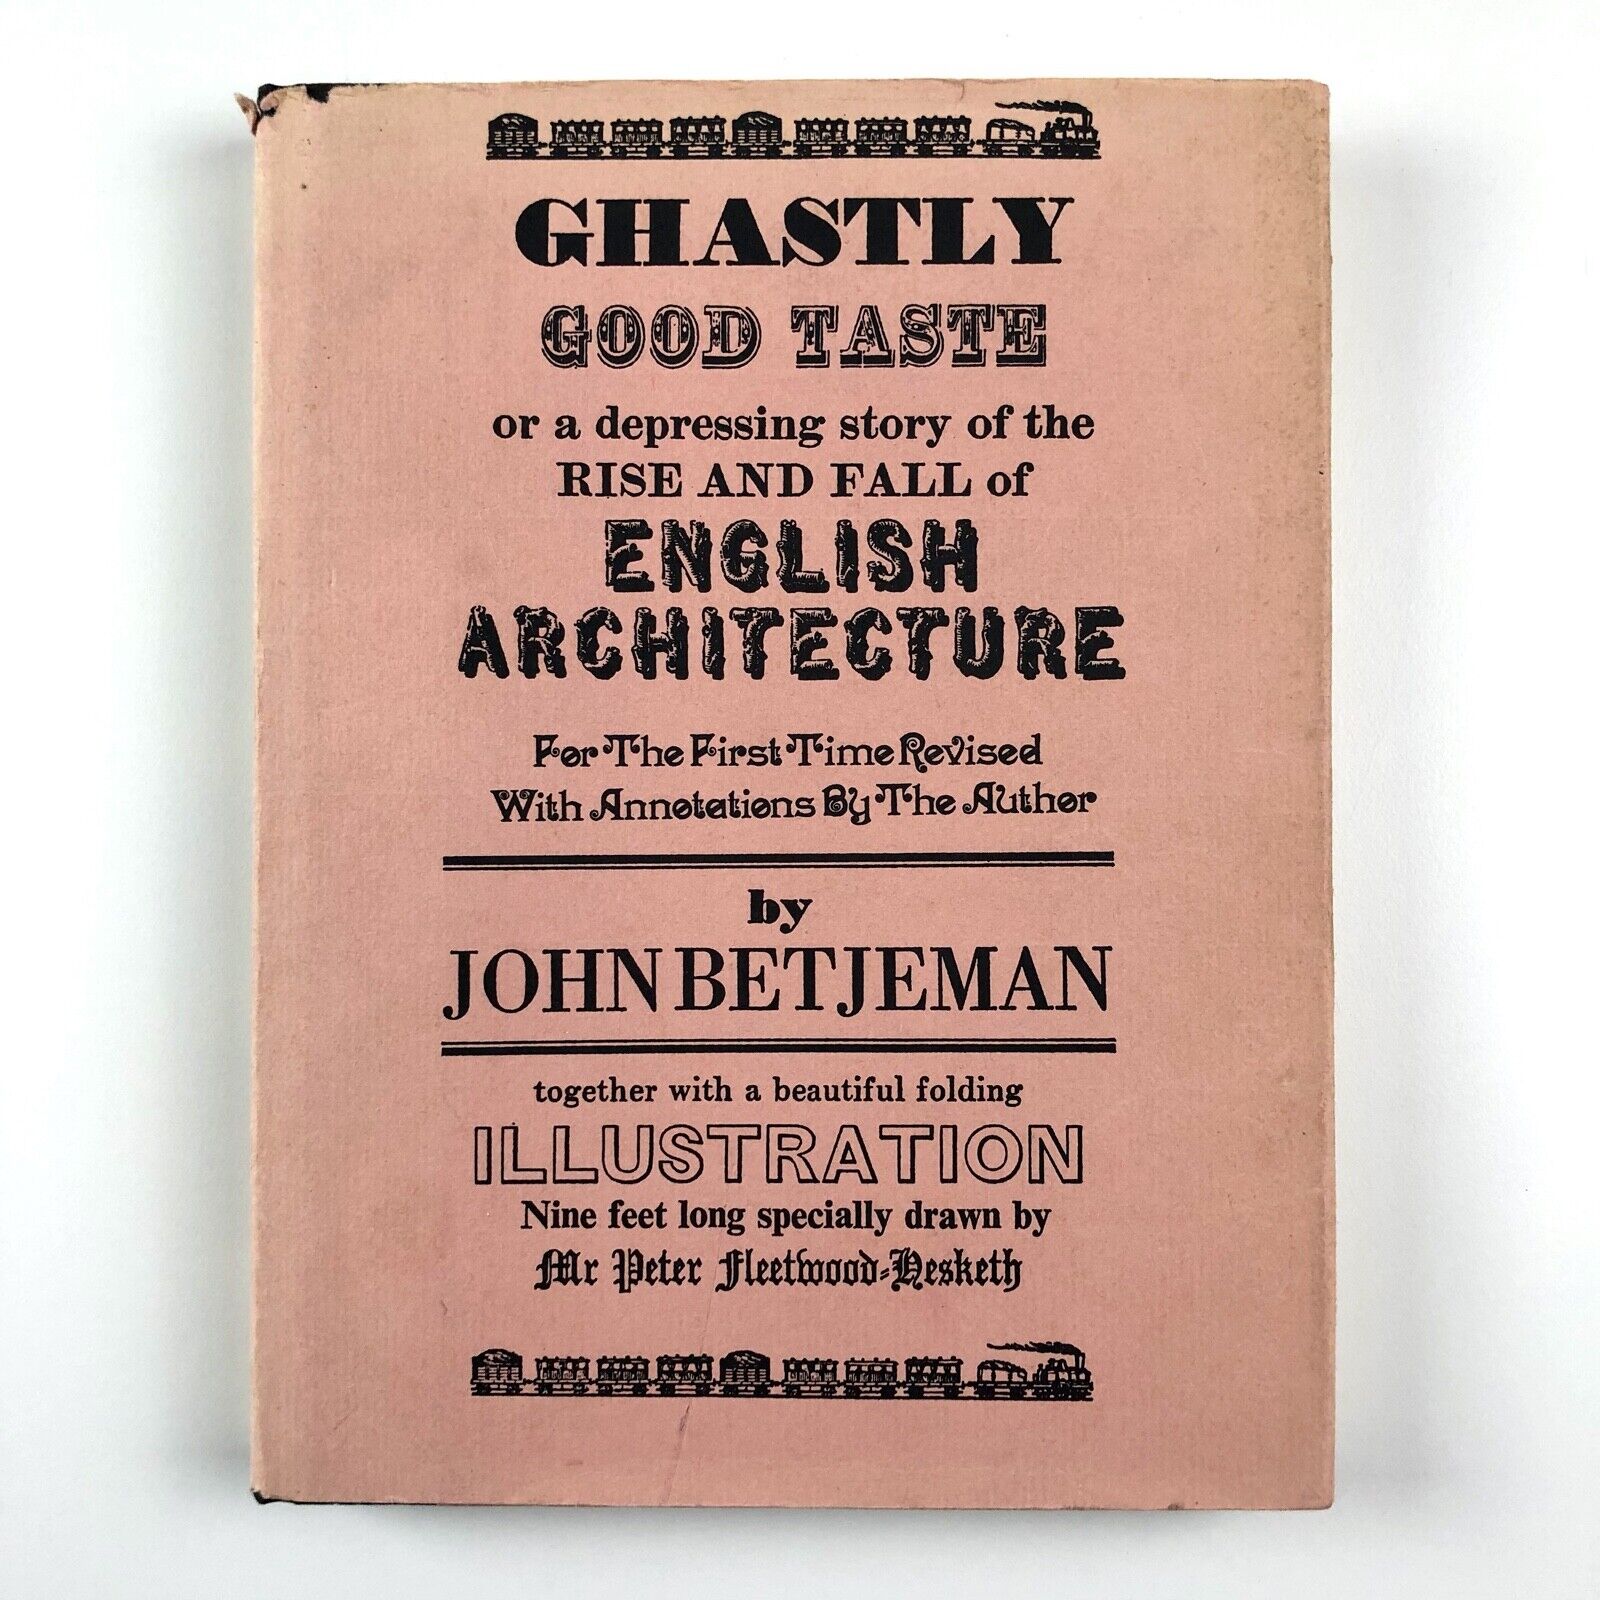 GHASTLY
GOOD TASTE
or a depressing story of the
RISE AND FALL of
ENGLISH
ARCHITECTURE
For The First Time Revised
With Annotations By The Author
by
JOHN BETJEMAN
together with a beautiful folding
ILLUSTRATION
Nine feet long specially drawn by
Mr Peter Fleetwood-Hesketh